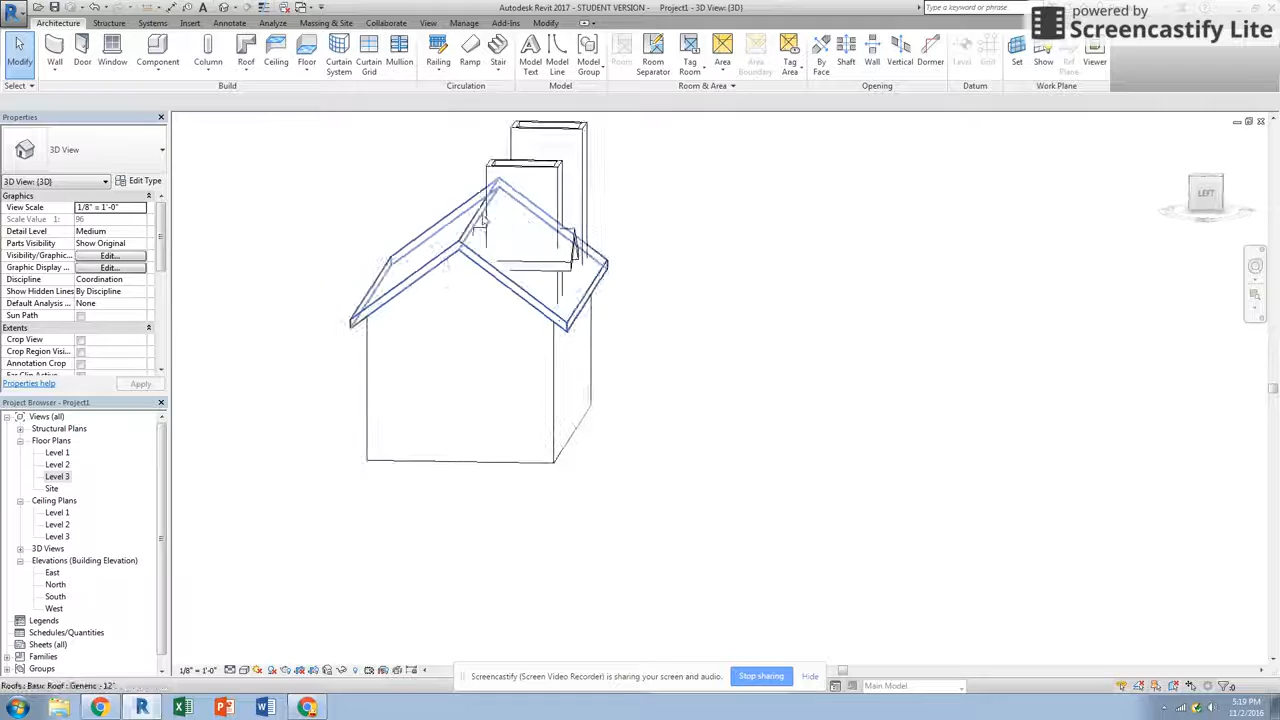 Autodesk Revit 2017 - STUDENT VERSION - Project1 - 3D View: {3D}
Type a keyword or phrase
powered by
Screencastify Lite
Architecture Structure Systems Insert Annotate Analyze Massing & Site Collaborate View Manage Add-Ins Modify
Modify Wall Door Window Component Column Roof Ceiling Floor Curtain System Curtain Grid Mullion Railing Ramp Stair Model Text Model Line Model Group Room Room Separator Tag Room Area Area Boundary Tag Area By Face Shaft Wall Vertical Dormer Level Grid Set Show Ref Plane Viewer
Select Build Circulation Model Room & Area Opening Datum Work Plane
Properties
3D View
3D View: {3D} Edit Type
Graphics
View Scale 1/8" = 1'-0"
Scale Value 1: 96
Detail Level Medium
Parts Visibility Show Original
Visibility/Graphic... Edit...
Graphic Display ... Edit...
Discipline Coordination
Show Hidden Lines By Discipline
Default Analysis ... None
Sun Path
Extents
Crop View
Crop Region Visi...
Annotation Crop
Far Clip Active
Properties help Apply
Project Browser - Project1
Views (all)
Structural Plans
Floor Plans
Level 1
Level 2
Level 3
Site
Ceiling Plans
Level 1
Level 2
Level 3
3D Views
Elevations (Building Elevation)
East
North
South
West
Legends
Schedules/Quantities
Sheets (all)
Families
Groups
LEFT
1/8" = 1'-0"
Screencastify (Screen Video Recorder) is sharing your screen and audio. Stop sharing Hide
Roofs : Basic Roof : Generic - 12"
:0 Main Model :0
5:19 PM
11/2/2016